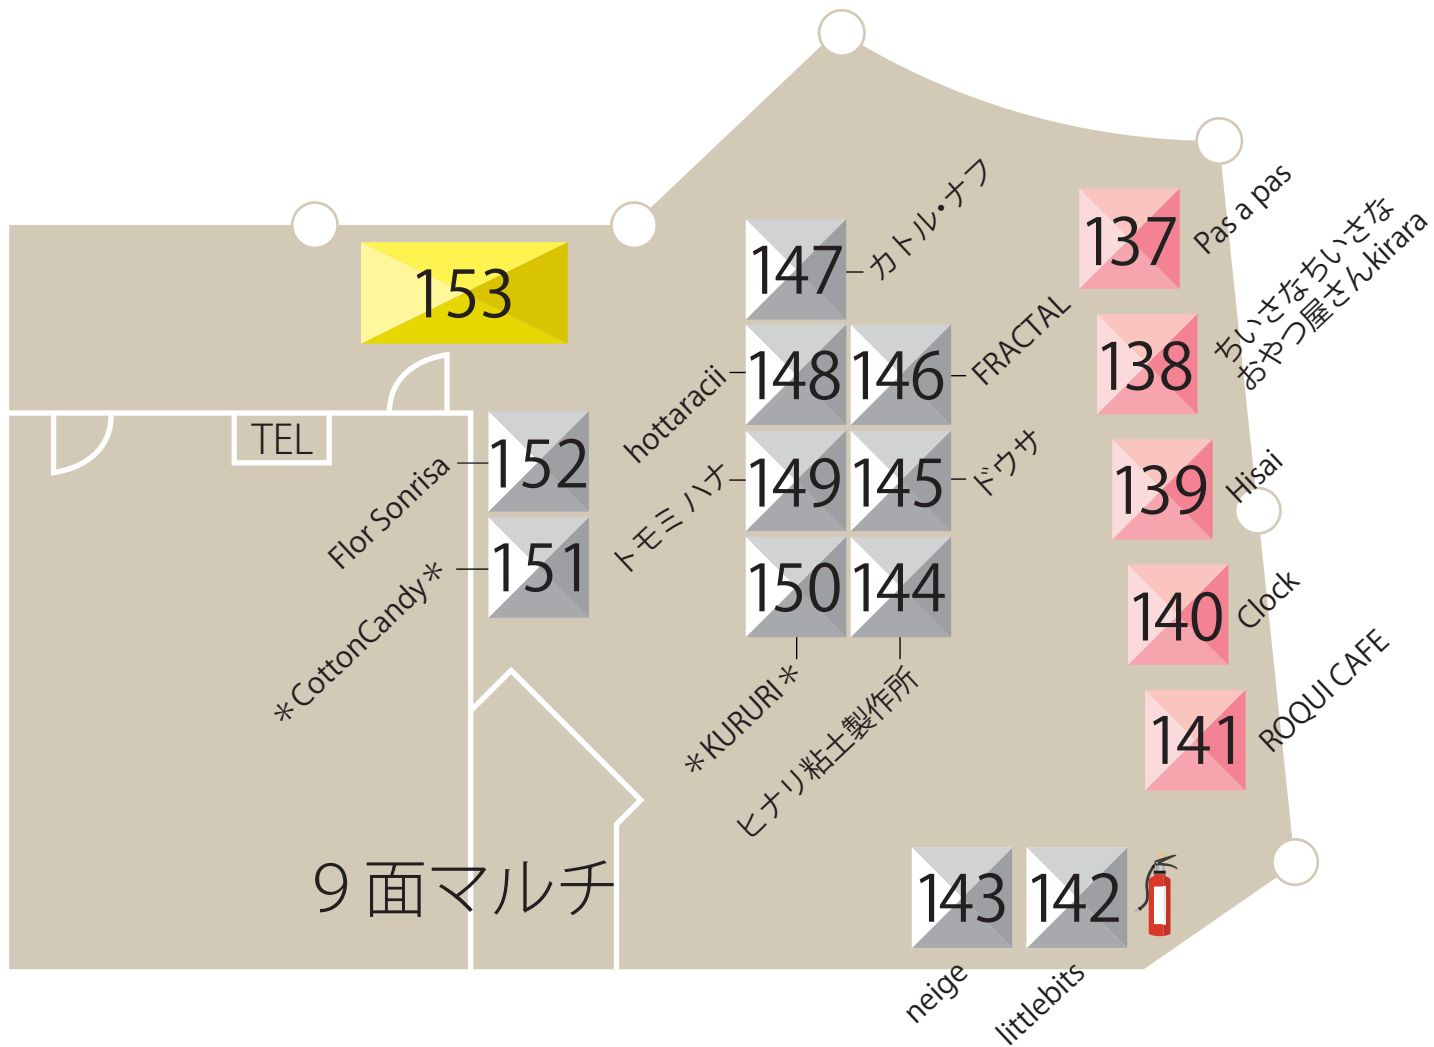 153
TEL
152
Flor Sonrisa
151
＊CottonCandy＊
147
カトル・ナフ
148
hottaracii
146
FRACTAL
149
トモミ ハナ
145
ドウサ
150
＊KURURI＊
144
ヒナリ粘土製作所
137
Pas a pas
138
ちいさなちいさな
おやつ屋さんkirara
139
Hisai
140
Clock
141
ROQUI CAFE
９面マルチ
143
neige
142
littlebits